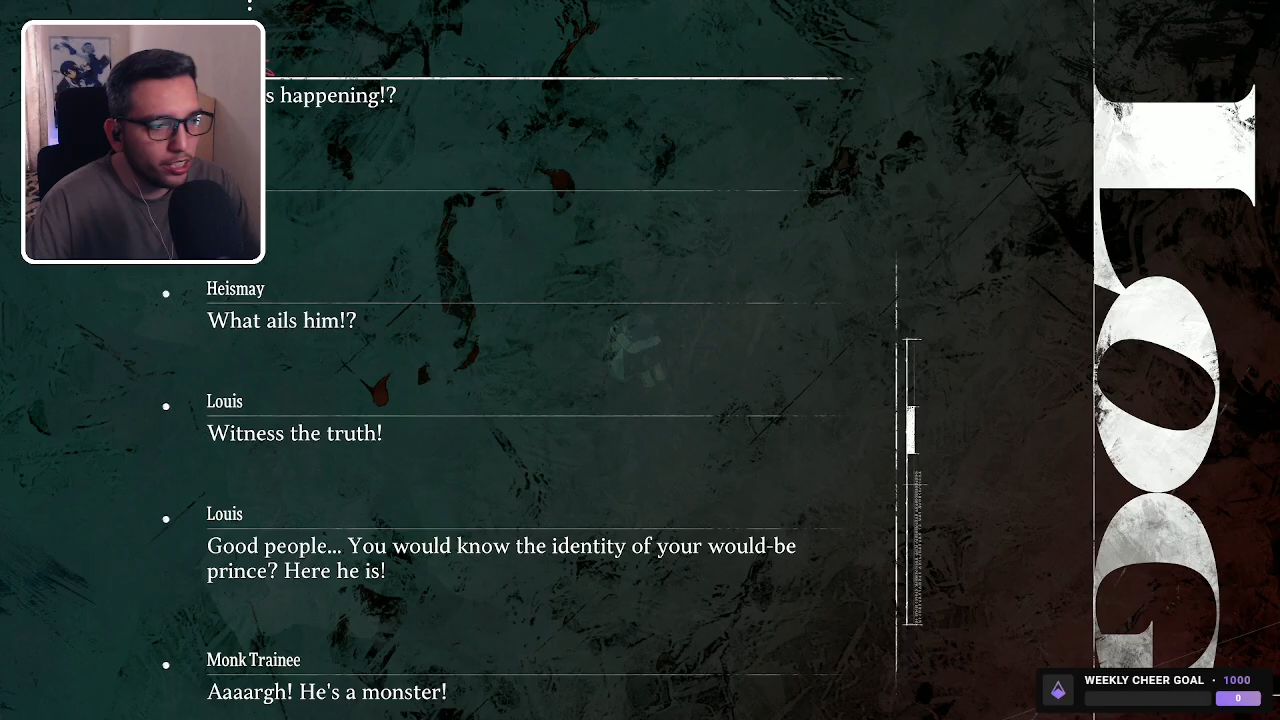 s happening!?
Heismay
What ails him!?
Louis
Witness the truth!
Louis
Good people... You would know the identity of your would-be
prince? Here he is!
Monk Trainee
Aaaargh! He's a monster!
LOG
WEEKLY CHEER GOAL · 1000
0